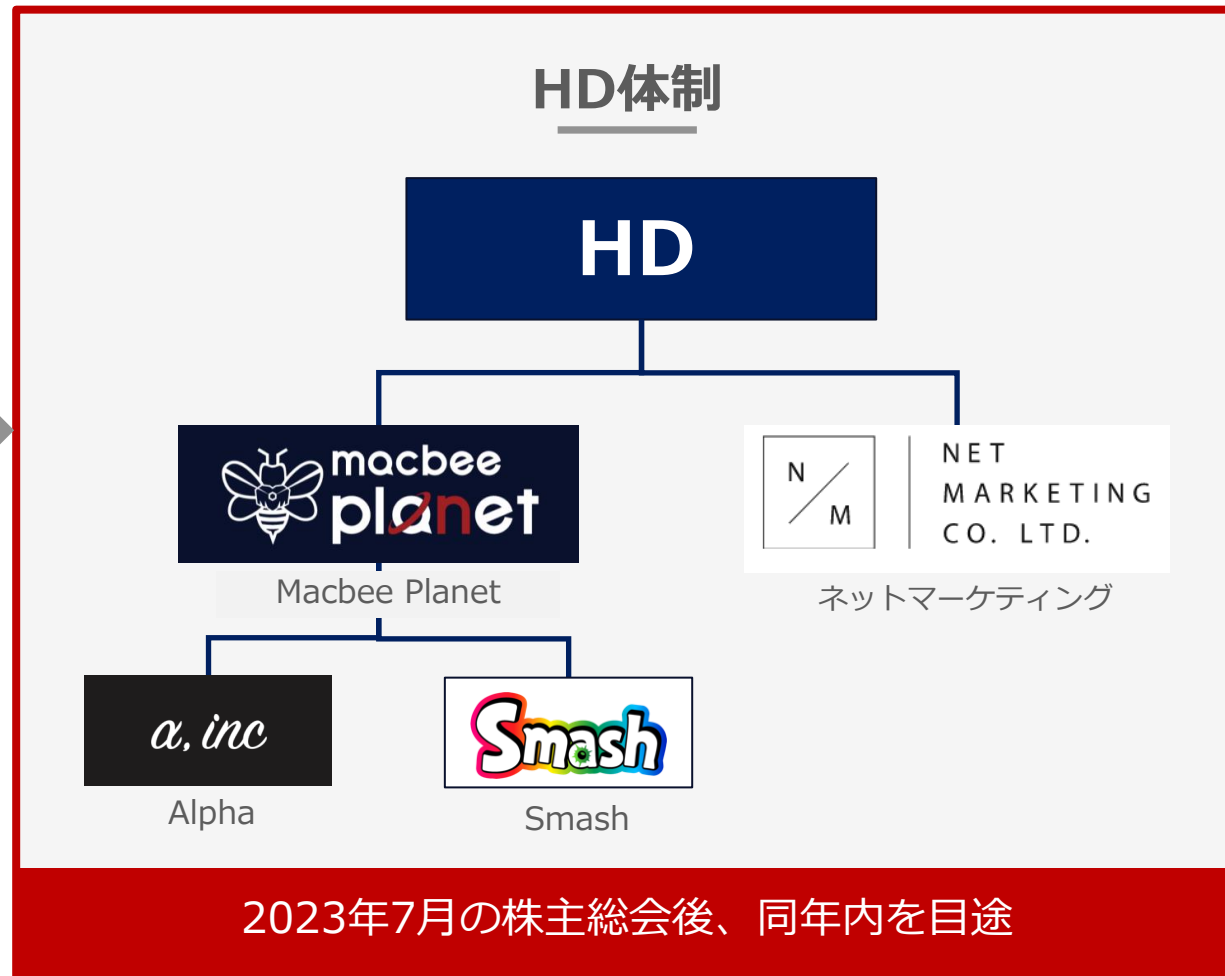 HD体制
HD
macbee
planet
Macbee Planet
N
M
NET
MARKETING
CO. LTD.
ネットマーケティング
α, inc
Alpha
Smash
Smash
2023年7月の株主総会後、同年内を目途